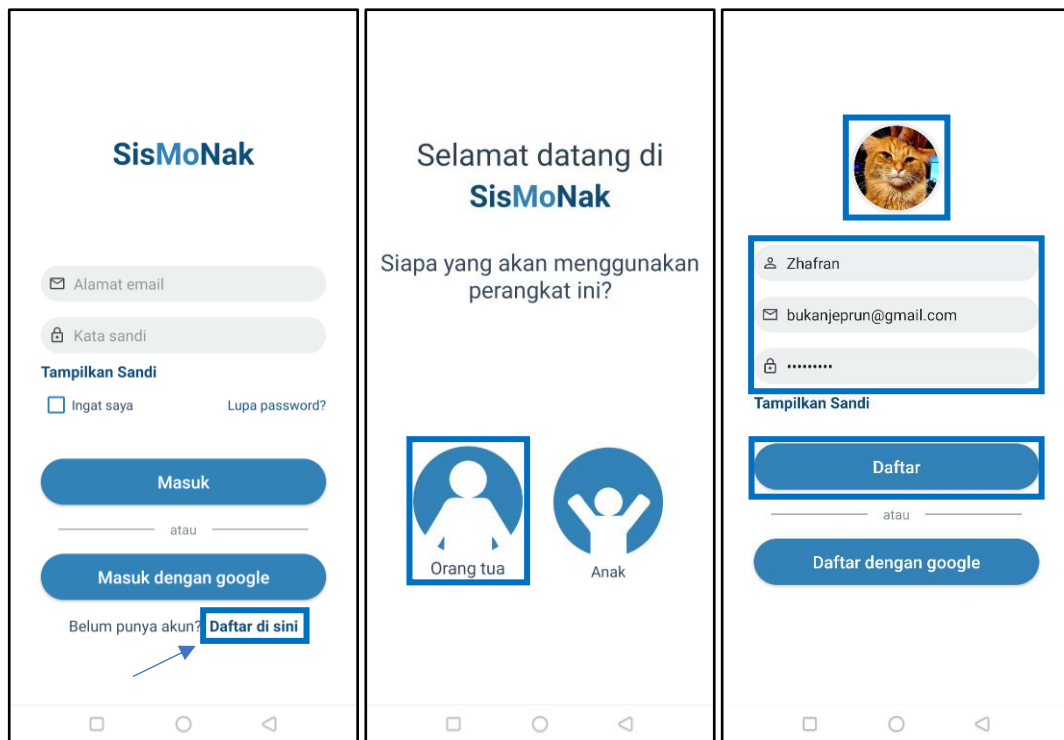 SisMoNak
Alamat email
Kata sandi
Tampilkan Sandi
Ingat saya
Lupa password?
Masuk
atau
Masuk dengan google
Belum punya akun? Daftar di sini
Selamat datang di
SisMoNak
Siapa yang akan menggunakan
perangkat ini?
Orang tua
Anak
Zhafran
bukanjeprun@gmail.com
•••••••••
Tampilkan Sandi
Daftar
atau
Daftar dengan google